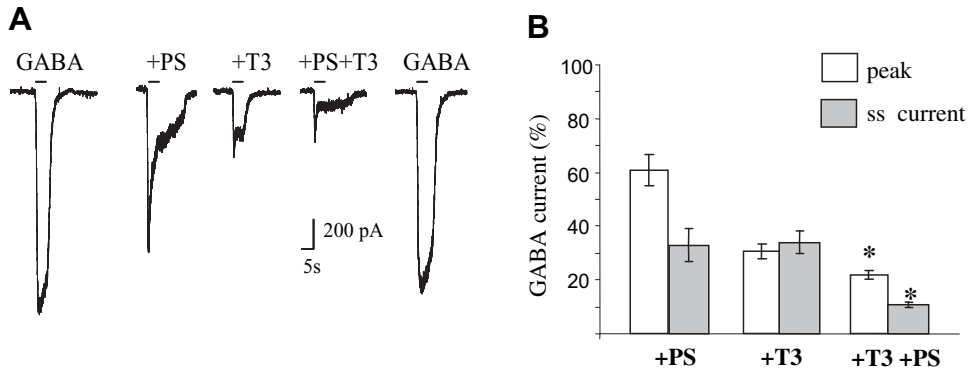 A
GABA +PS +T3 +PS+T3 GABA
200 pA
5s
B
GABA current (%)
100
80
60
40
20
peak
ss current
*
*
+PS +T3 +T3 +PS